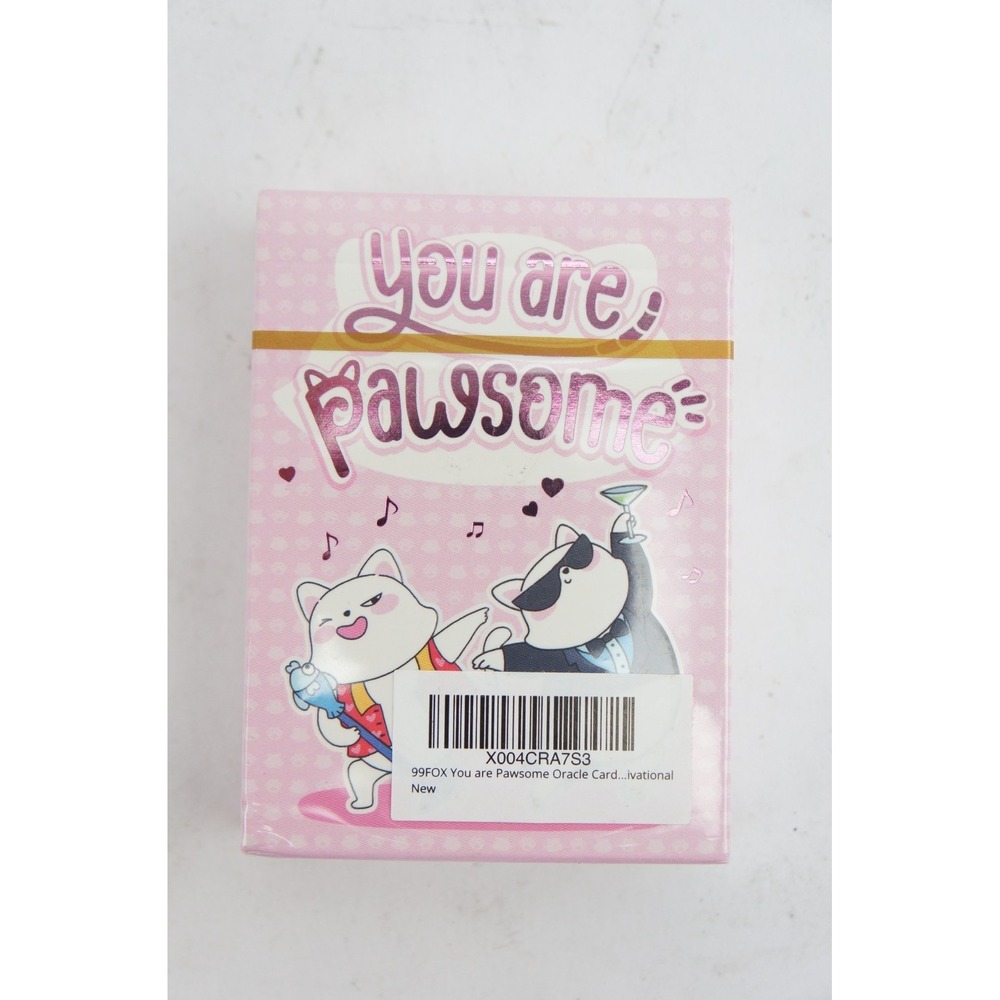 You are
pawsome
X004CRA7S3
99FOX You are Pawsome Oracle Card...ivational
New